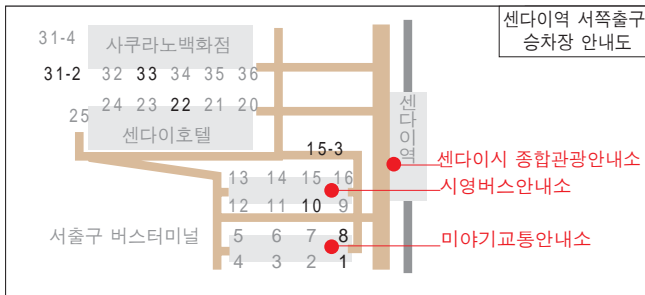 센다이역 서쪽출구
승차장 안내도
31-4
사쿠라노백화점
31-2 32 33 34 35 36
24 23 22 21 20
25
센다이호텔
센다이역
15-3
센다이시 종합관광안내소
13 14 15 16
시영버스안내소
12 11 10 9
서출구 버스터미널
5 6 7 8
미야기교통안내소
4 3 2 1